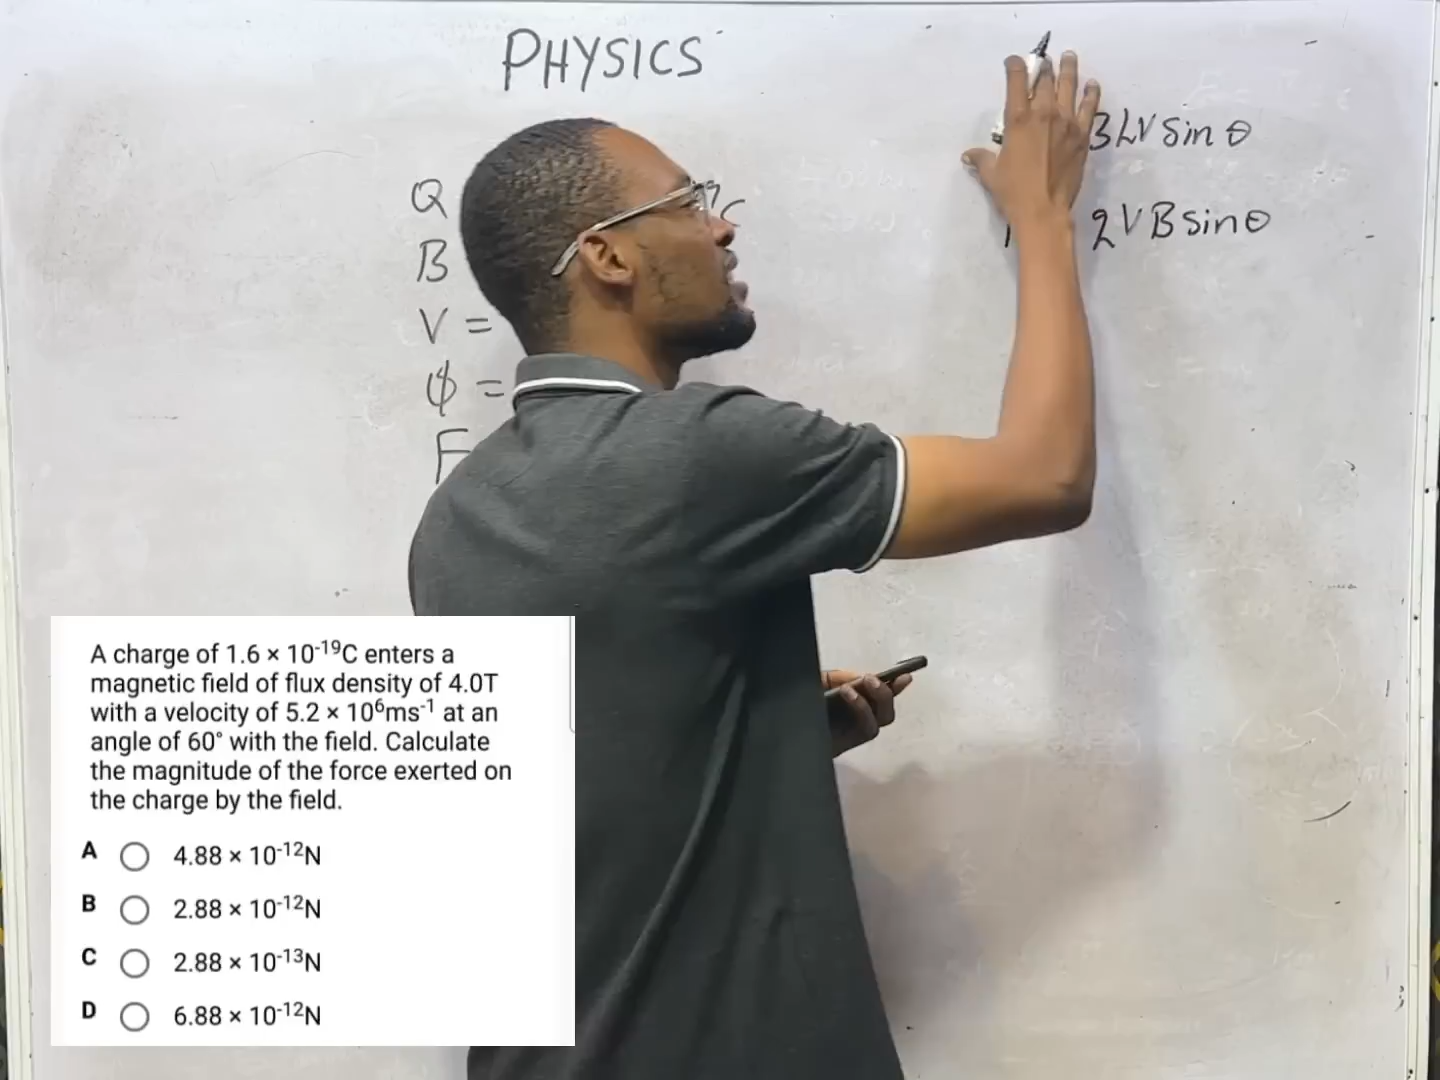 PHYSICS
BLV sin θ
qVB sin θ
Q
B
V =
φ =
F
A charge of 1.6 × 10⁻¹⁹C enters a
magnetic field of flux density of 4.0T
with a velocity of 5.2 × 10⁶ms⁻¹ at an
angle of 60° with the field. Calculate
the magnitude of the force exerted on
the charge by the field.
A 4.88 × 10⁻¹²N
B 2.88 × 10⁻¹²N
C 2.88 × 10⁻¹³N
D 6.88 × 10⁻¹²N